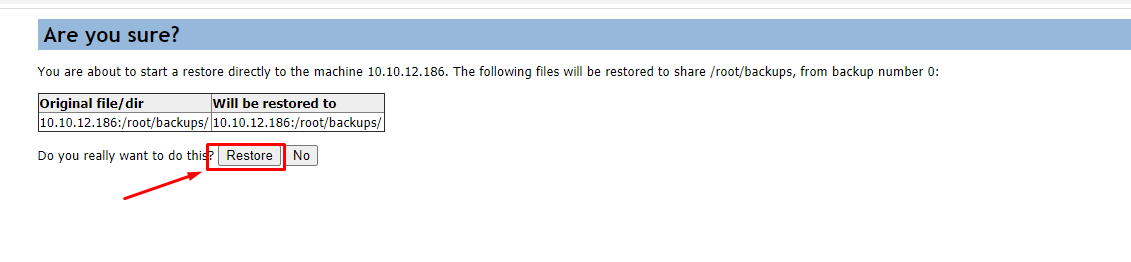 Are you sure?
You are about to start a restore directly to the machine 10.10.12.186. The following files will be restored to share /root/backups, from backup number 0:
Original file/dir Will be restored to
10.10.12.186:/root/backups/ 10.10.12.186:/root/backups/
Do you really want to do this? Restore No